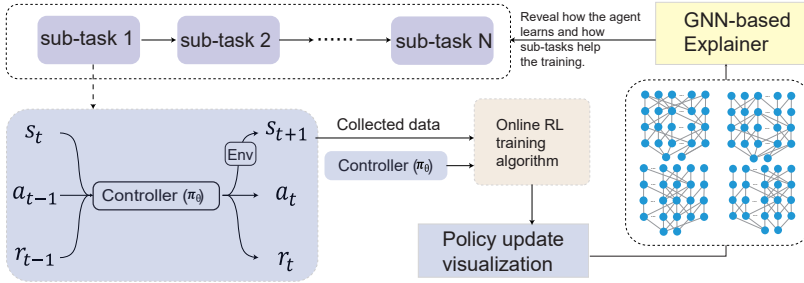 sub-task 1
sub-task 2
......
sub-task N
Reveal how the agent
learns and how
sub-tasks help
the training.
GNN-based
Explainer
s_t
a_{t−1}
r_{t−1}
Controller (π_θ)
Env
s_{t+1}
a_t
r_t
Collected data
Controller (π_θ)
Online RL
training
algorithm
Policy update
visualization